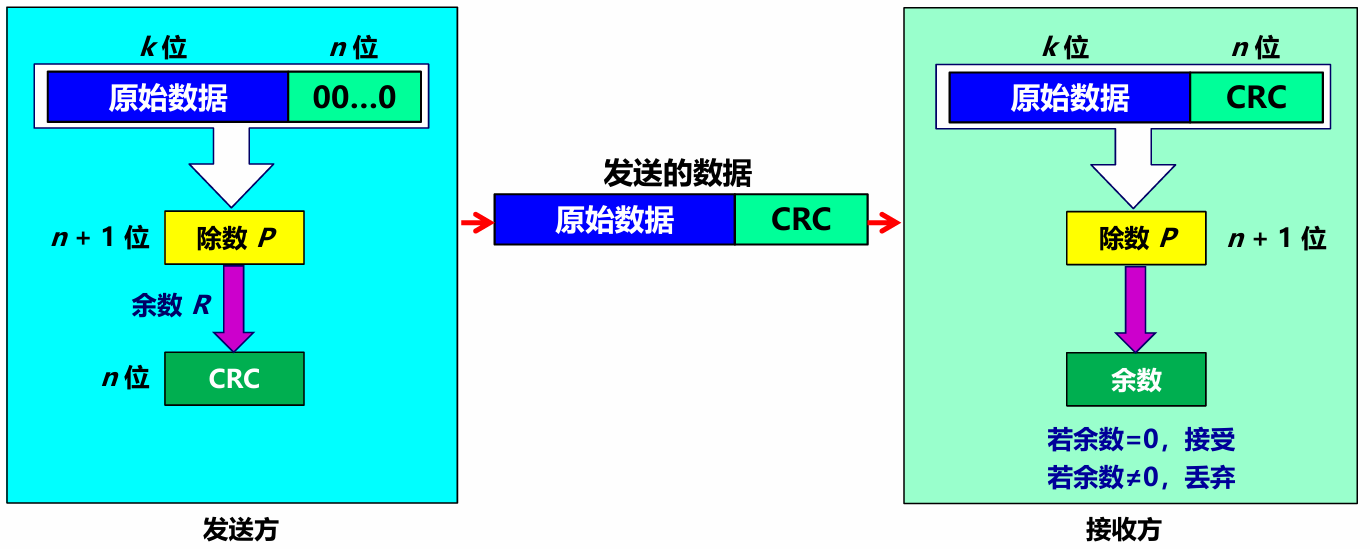 k 位 n 位
原始数据 00...0
n + 1 位 除数 P
余数 R
n 位 CRC
发送方
发送的数据
原始数据 CRC
k 位 n 位
原始数据 CRC
除数 P n + 1 位
余数
若余数=0，接受
若余数≠0，丢弃
接收方